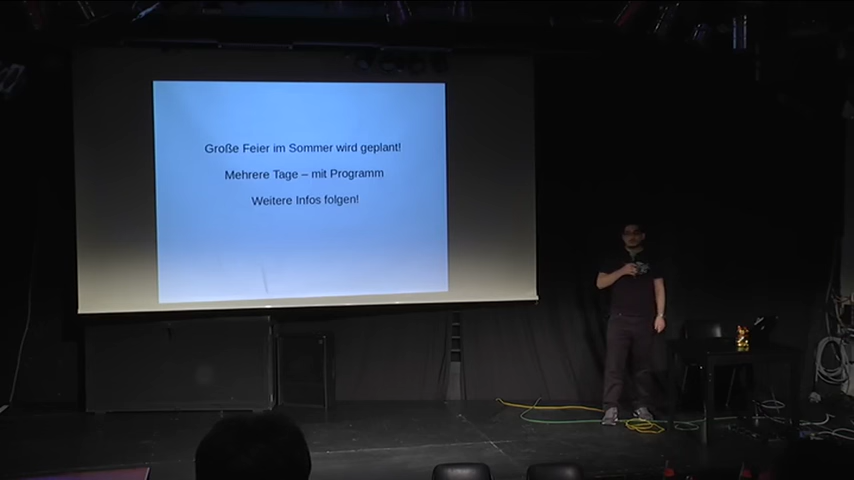 Große Feier im Sommer wird geplant!
Mehrere Tage – mit Programm
Weitere Infos folgen!